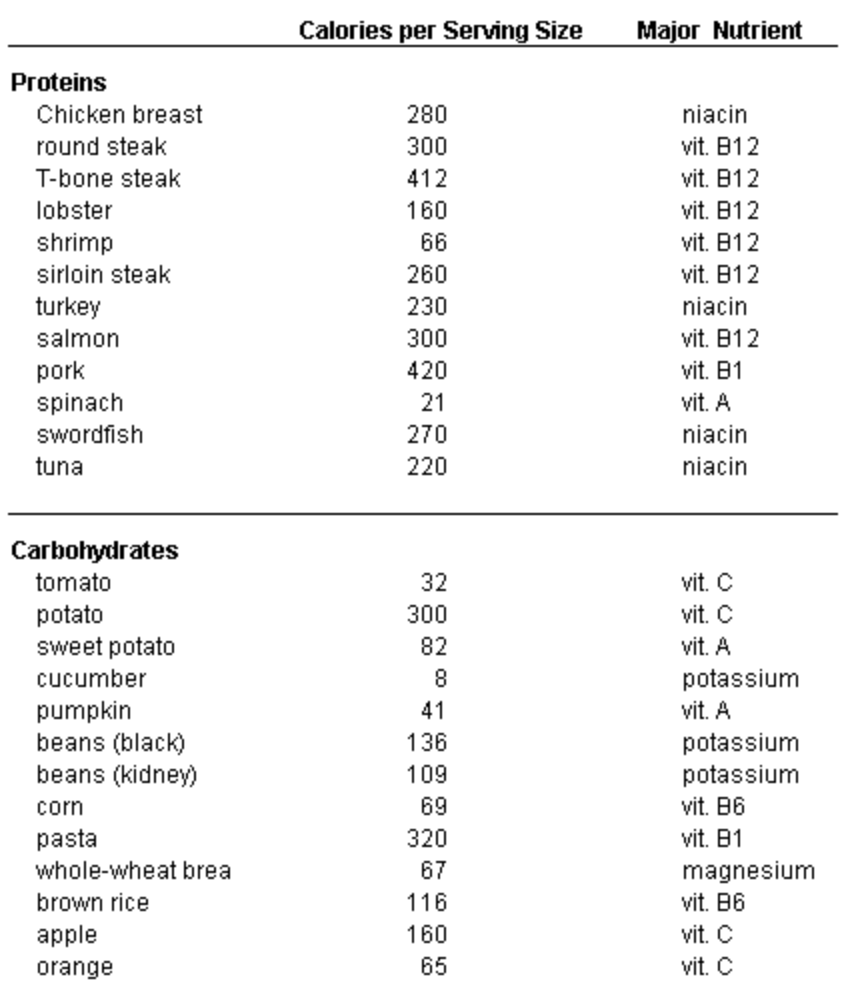 Calories per Serving Size Major Nutrient
Proteins
Chicken breast 280 niacin
round steak 300 vit. B12
T-bone steak 412 vit. B12
lobster 160 vit. B12
shrimp 66 vit. B12
sirloin steak 260 vit. B12
turkey 230 niacin
salmon 300 vit. B12
pork 420 vit. B1
spinach 21 vit. A
swordfish 270 niacin
tuna 220 niacin
Carbohydrates
tomato 32 vit. C
potato 300 vit. C
sweet potato 82 vit. A
cucumber 8 potassium
pumpkin 41 vit. A
beans (black) 136 potassium
beans (kidney) 109 potassium
corn 69 vit. B6
pasta 320 vit. B1
whole-wheat brea 67 magnesium
brown rice 116 vit. B6
apple 160 vit. C
orange 65 vit. C